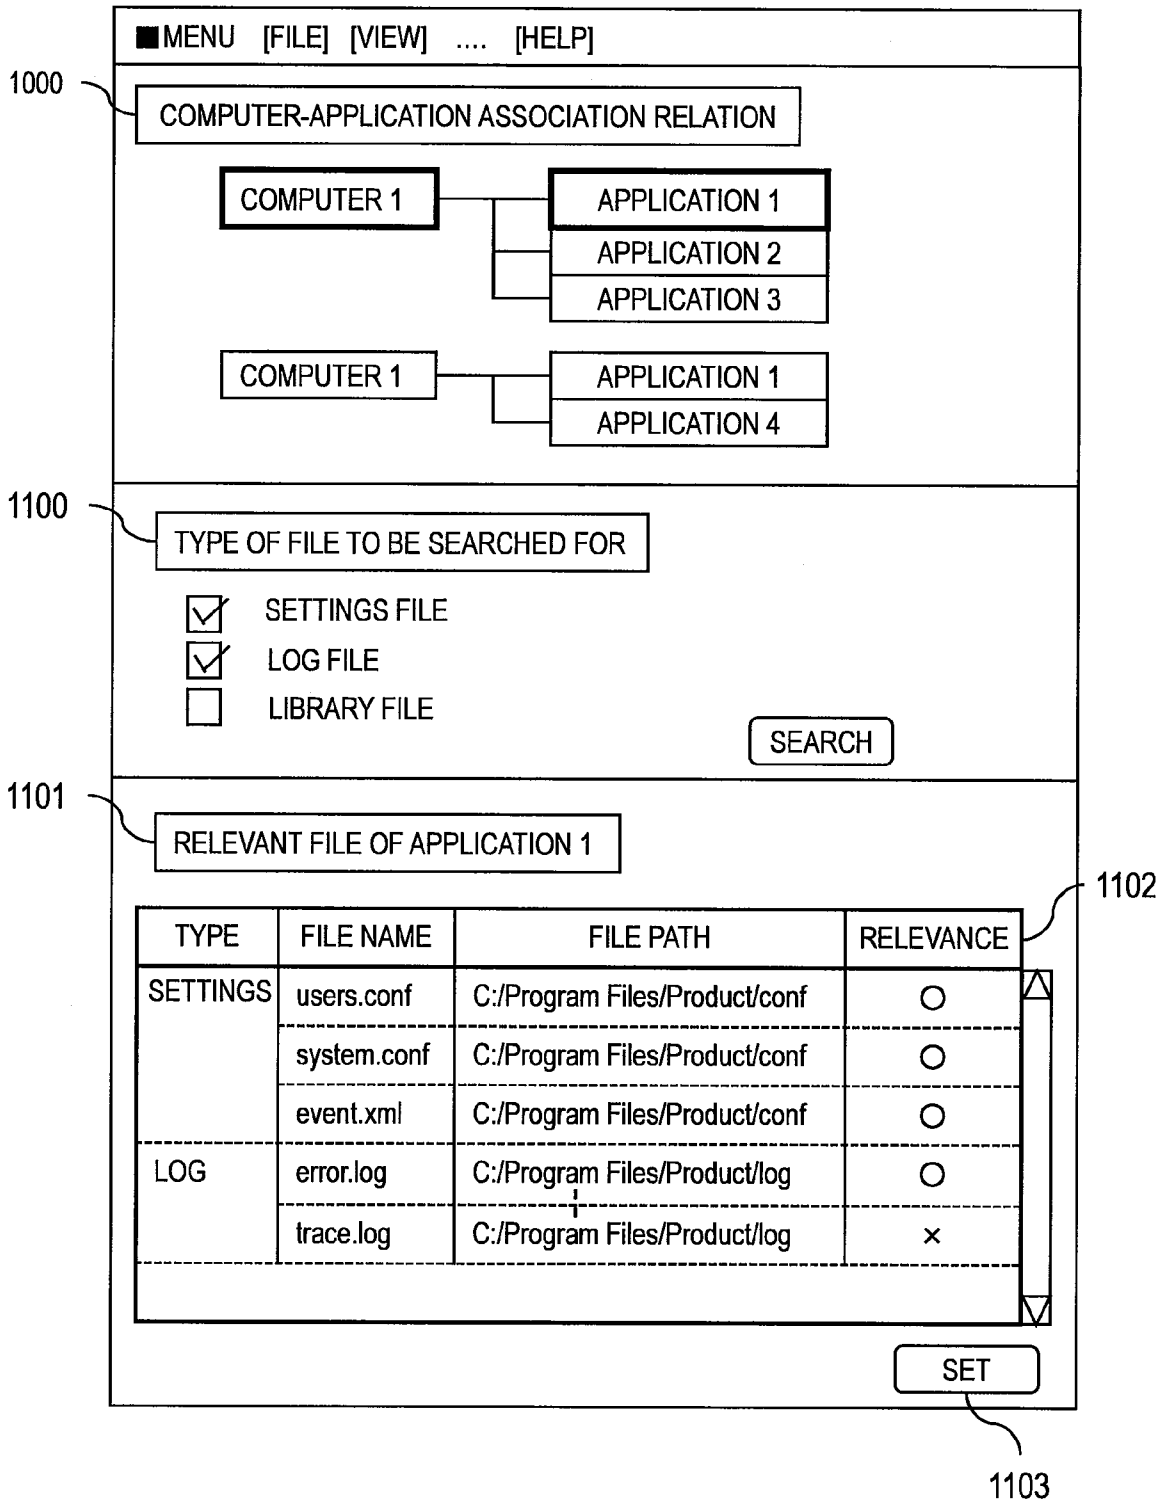 ■MENU [FILE] [VIEW] .... [HELP]
1000
COMPUTER-APPLICATION ASSOCIATION RELATION
COMPUTER 1
APPLICATION 1
APPLICATION 2
APPLICATION 3
COMPUTER 1
APPLICATION 1
APPLICATION 4
1100
TYPE OF FILE TO BE SEARCHED FOR
SETTINGS FILE
LOG FILE
LIBRARY FILE
SEARCH
1101
RELEVANT FILE OF APPLICATION 1
1102
TYPE FILE NAME FILE PATH RELEVANCE
SETTINGS users.conf C:/Program Files/Product/conf ○
system.conf C:/Program Files/Product/conf ○
event.xml C:/Program Files/Product/conf ○
LOG error.log C:/Program Files/Product/log ○
trace.log C:/Program Files/Product/log ×
SET
1103